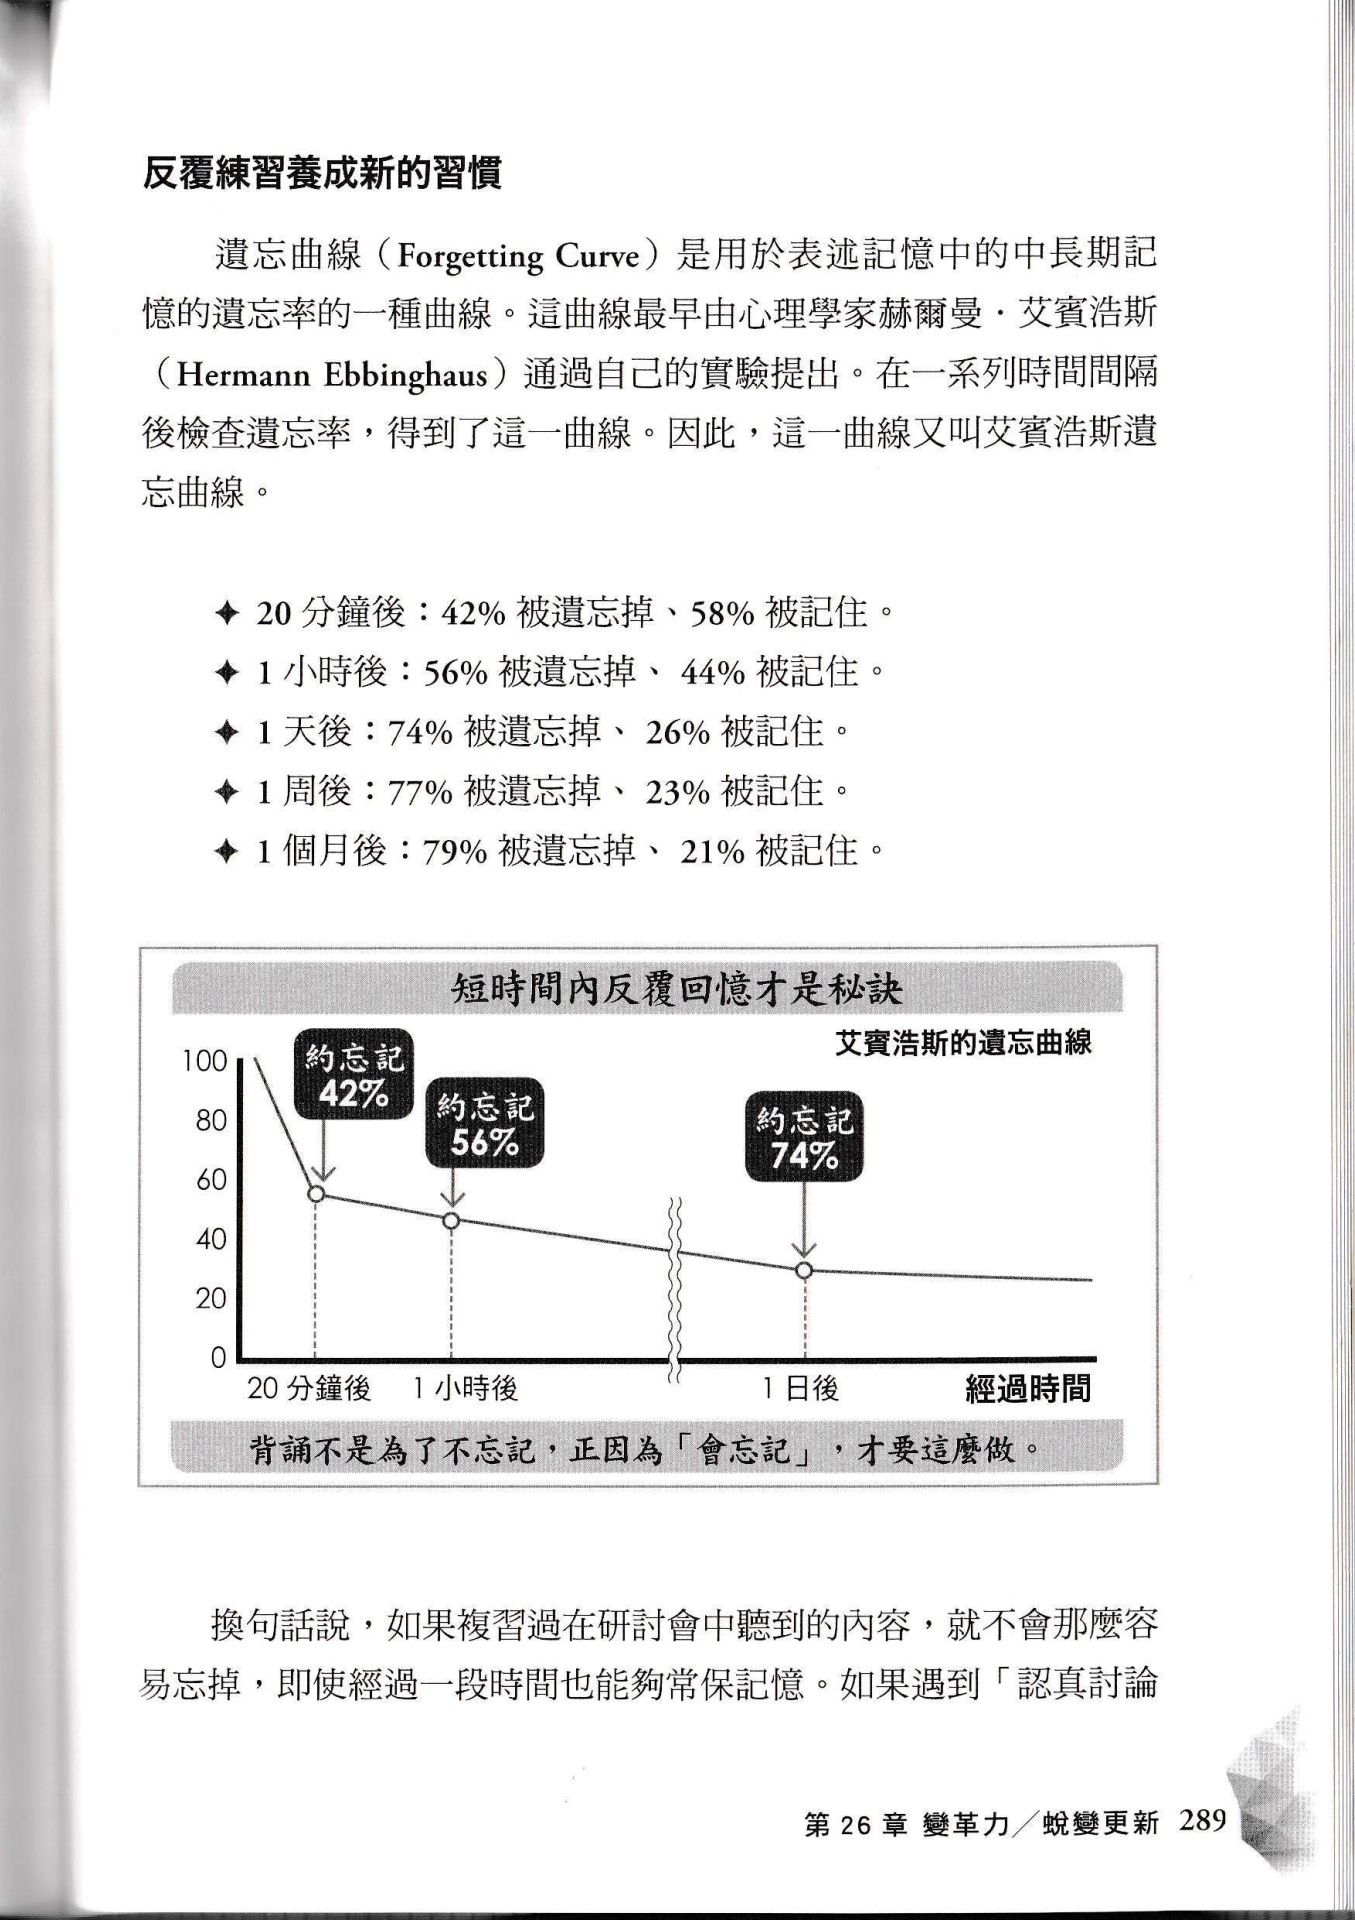 反覆練習養成新的習慣
遺忘曲線（Forgetting Curve）是用於表述記憶中的中長期記
憶的遺忘率的一種曲線。這曲線最早由心理學家赫爾曼．艾賓浩斯
（Hermann Ebbinghaus）通過自己的實驗提出。在一系列時間間隔
後檢查遺忘率，得到了這一曲線。因此，這一曲線又叫艾賓浩斯遺
忘曲線。
✦ 20 分鐘後：42% 被遺忘掉、58% 被記住。
✦ 1 小時後：56% 被遺忘掉、 44% 被記住。
✦ 1 天後：74% 被遺忘掉、 26% 被記住。
✦ 1 周後：77% 被遺忘掉、 23% 被記住。
✦ 1 個月後：79% 被遺忘掉、 21% 被記住。
短時間內反覆回憶才是秘訣
艾賓浩斯的遺忘曲線
約忘記
42%
約忘記
56%
約忘記
74%
100
80
60
40
20
0
20 分鐘後 1 小時後 1 日後 經過時間
背誦不是為了不忘記，正因為「會忘記」，才要這麼做。
換句話說，如果複習過在研討會中聽到的內容，就不會那麼容
易忘掉，即使經過一段時間也能夠常保記憶。如果遇到「認真討論
第 26 章 變革力／蛻變更新 289